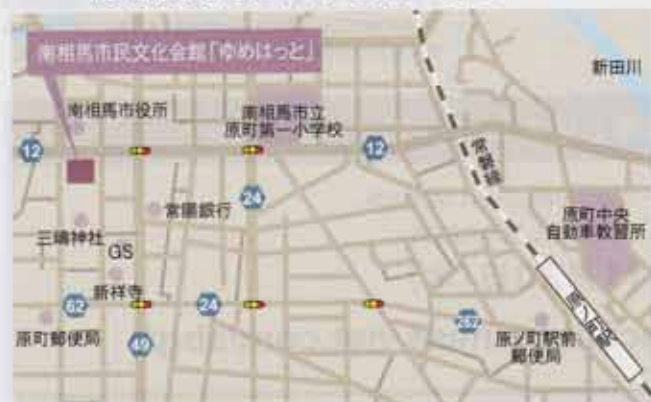 南相馬市民文化会館「ゆめはっと」
新田川
南相馬市役所
南相馬市立
原町第一小学校
12
12
常磐線
24
常陽銀行
原町中央
自動車教習所
三嶋神社
GS
新祥寺
62
24
262
原ノ町駅
原町郵便局
49
原ノ町駅前
郵便局